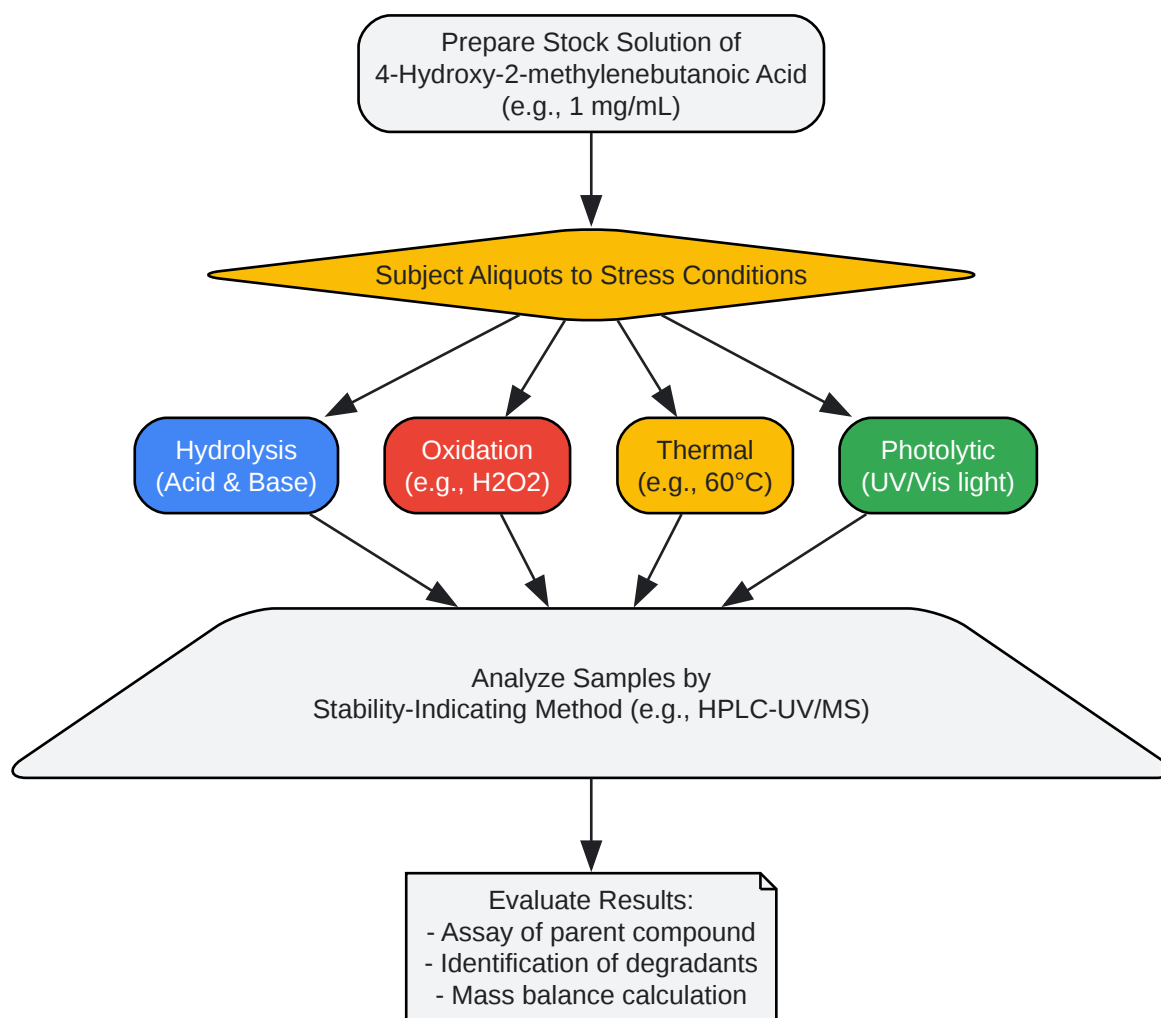 Prepare Stock Solution of
4-Hydroxy-2-methylenebutanoic Acid
(e.g., 1 mg/mL)
Subject Aliquots to Stress Conditions
Hydrolysis
(Acid & Base)
Oxidation
(e.g., H2O2)
Thermal
(e.g., 60°C)
Photolytic
(UV/Vis light)
Analyze Samples by
Stability-Indicating Method (e.g., HPLC-UV/MS)
Evaluate Results:
- Assay of parent compound
- Identification of degradants
- Mass balance calculation